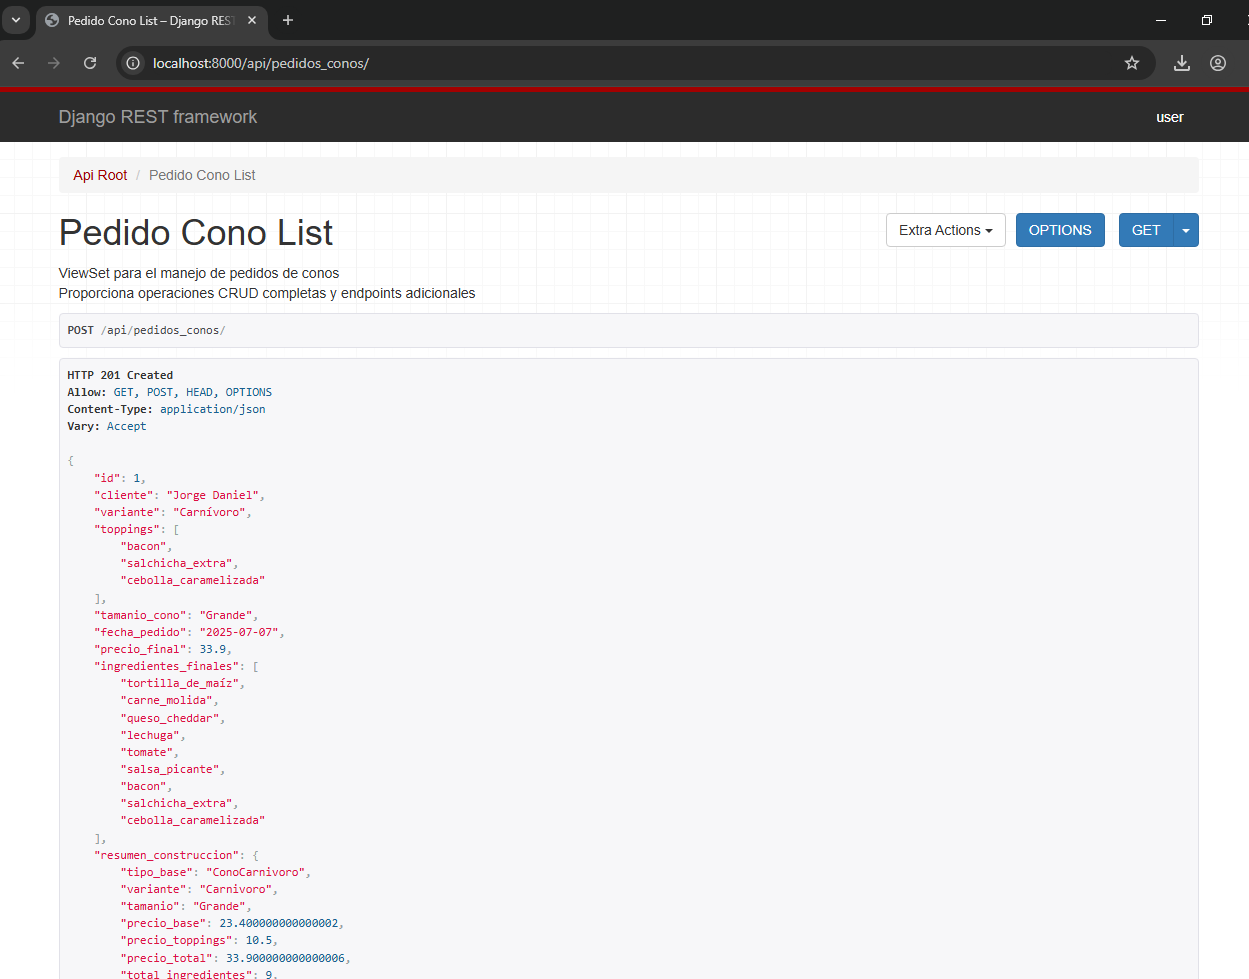 Pedido Cono List – Django RES
localhost:8000/api/pedidos_conos/
Django REST framework
user
Api Root / Pedido Cono List
Pedido Cono List
Extra Actions
OPTIONS
GET
ViewSet para el manejo de pedidos de conos
Proporciona operaciones CRUD completas y endpoints adicionales
POST /api/pedidos_conos/
HTTP 201 Created
Allow: GET, POST, HEAD, OPTIONS
Content-Type: application/json
Vary: Accept
{
"id": 1,
"cliente": "Jorge Daniel",
"variante": "Carnívoro",
"toppings": [
"bacon",
"salchicha_extra",
"cebolla_caramelizada"
],
"tamanio_cono": "Grande",
"fecha_pedido": "2025-07-07",
"precio_final": 33.9,
"ingredientes_finales": [
"tortilla_de_maíz",
"carne_molida",
"queso_cheddar",
"lechuga",
"tomate",
"salsa_picante",
"bacon",
"salchicha_extra",
"cebolla_caramelizada"
],
"resumen_construccion": {
"tipo_base": "ConoCarnivoro",
"variante": "Carnivoro",
"tamanio": "Grande",
"precio_base": 23.400000000000002,
"precio_toppings": 10.5,
"precio_total": 33.900000000000006,
"total_ingredientes": 9,